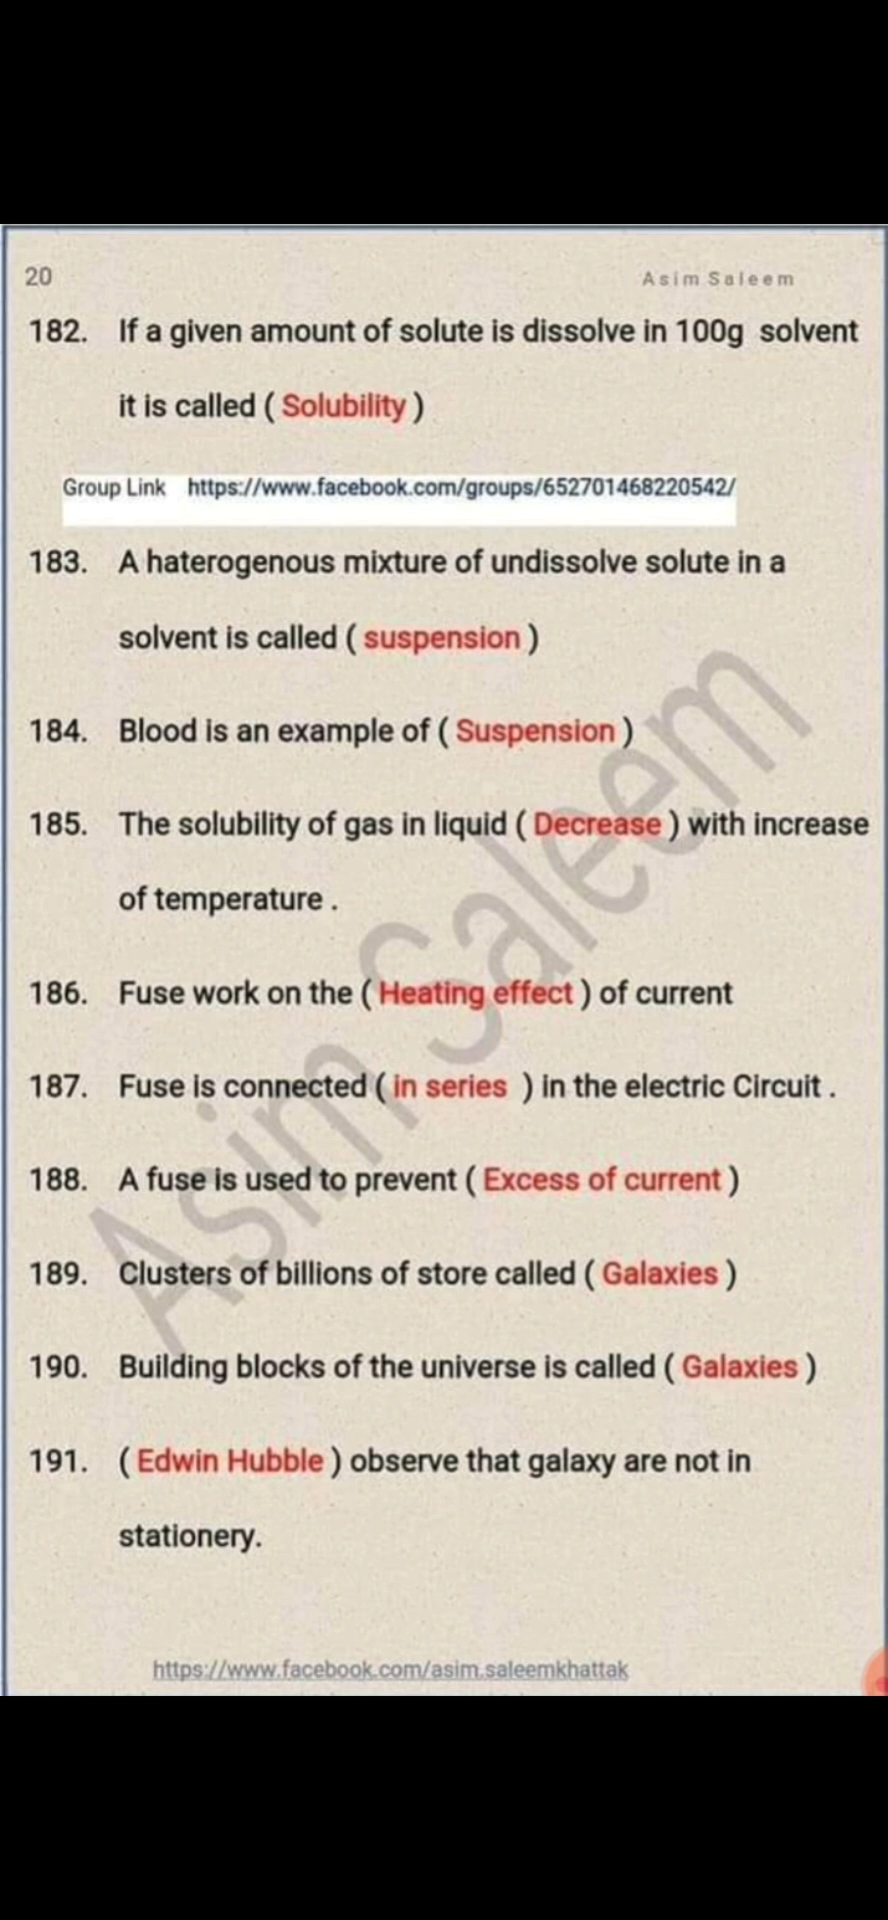 20
Asim Saleem
182. If a given amount of solute is dissolve in 100g solvent
it is called ( Solubility )
Group Link https://www.facebook.com/groups/652701468220542/
183. A haterogenous mixture of undissolve solute in a
solvent is called ( suspension )
184. Blood is an example of ( Suspension )
185. The solubility of gas in liquid ( Decrease ) with increase
of temperature .
186. Fuse work on the ( Heating effect ) of current
187. Fuse is connected ( in series ) in the electric Circuit .
188. A fuse is used to prevent ( Excess of current )
189. Clusters of billions of store called ( Galaxies )
190. Building blocks of the universe is called ( Galaxies )
191. ( Edwin Hubble ) observe that galaxy are not in
stationery.
Asim Saleem
https://www.facebook.com/asim.saleemkhattak